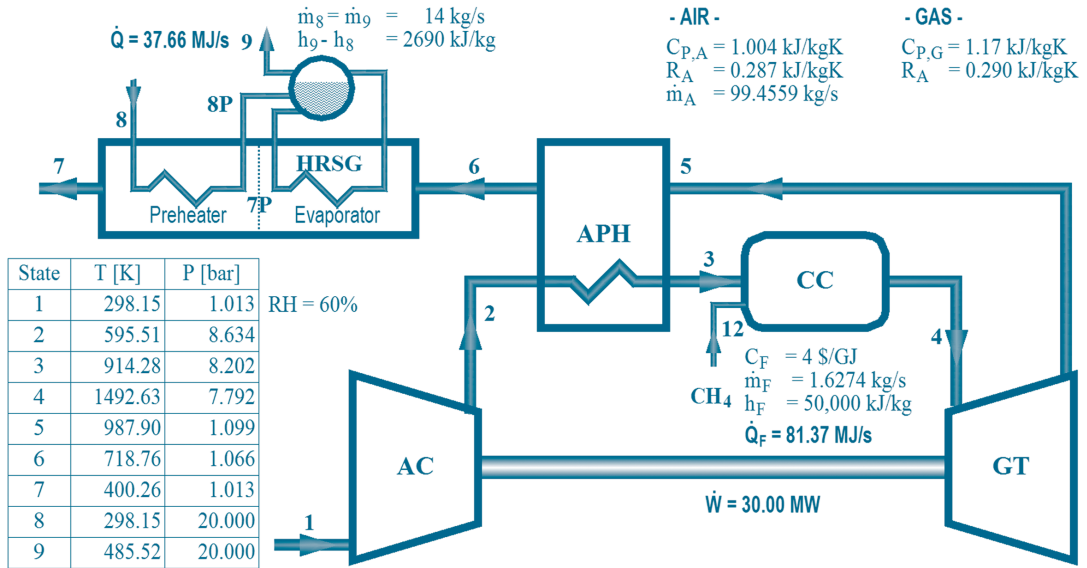 ṁ8 = ṁ9 = 14 kg/s
h9 - h8 = 2690 kJ/kg
Q̇ = 37.66 MJ/s
- AIR -
CP,A = 1.004 kJ/kgK
RA = 0.287 kJ/kgK
ṁA = 99.4559 kg/s
- GAS -
CP,G = 1.17 kJ/kgK
RA = 0.290 kJ/kgK
9
8P
8
7
HRSG
6
5
Preheater
7P
Evaporator
APH
3
CC
2
12
4
CH4
CF = 4 $/GJ
ṁF = 1.6274 kg/s
hF = 50,000 kJ/kg
Q̇F = 81.37 MJ/s
State T [K] P [bar]
1 298.15 1.013 RH = 60%
2 595.51 8.634
3 914.28 8.202
4 1492.63 7.792
5 987.90 1.099
6 718.76 1.066
7 400.26 1.013
8 298.15 20.000
9 485.52 20.000
AC
GT
Ẇ = 30.00 MW
1